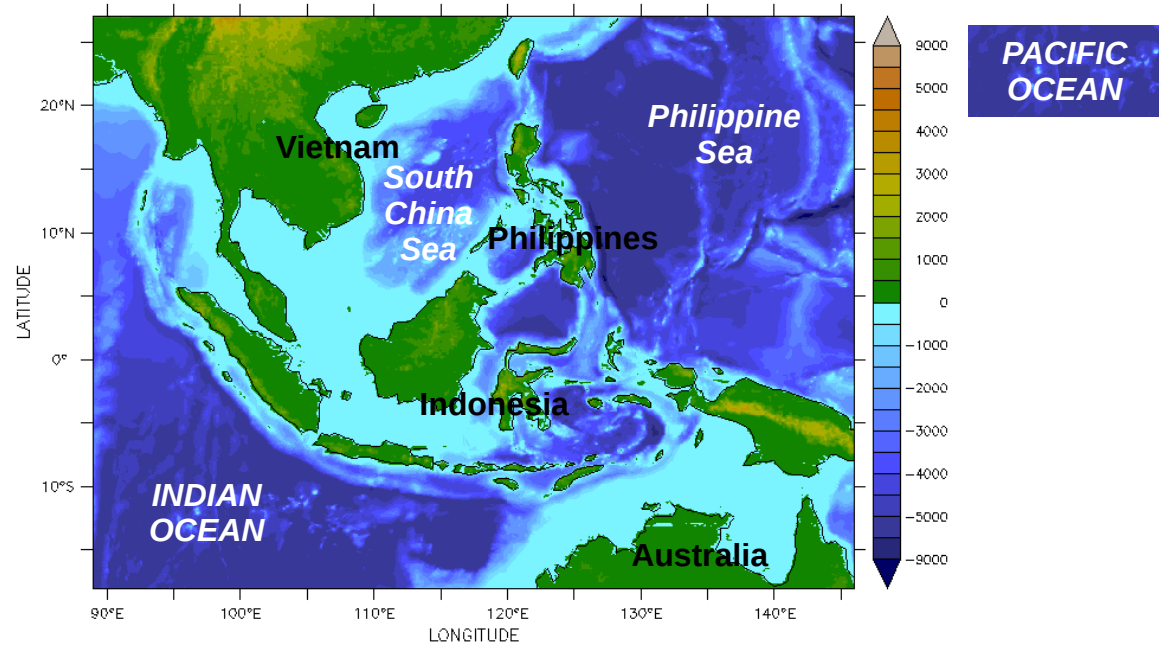 PACIFIC
OCEAN
Philippine
Sea
Vietnam
South
China
Sea
Philippines
Indonesia
INDIAN
OCEAN
Australia
LATITUDE
20°N
10°N
0°
10°S
90°E
100°E
110°E
120°E
130°E
140°E
LONGITUDE
9000
5000
4000
3000
2000
1000
0
−1000
−2000
−3000
−4000
−5000
−9000